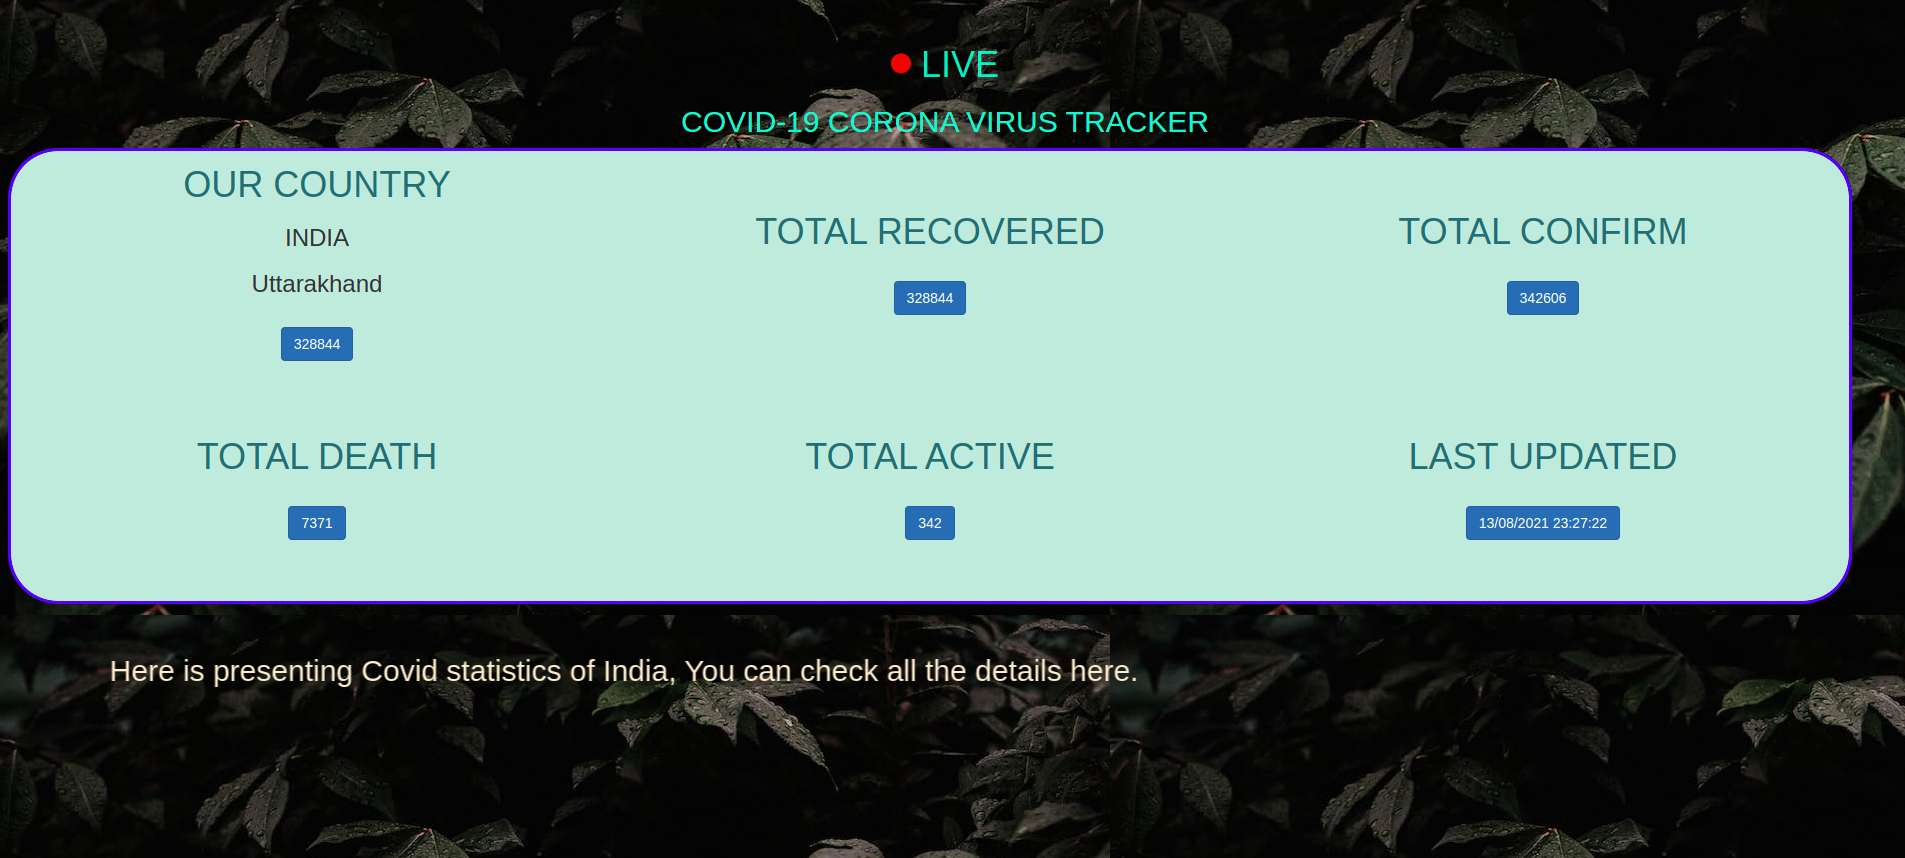 LIVE
COVID-19 CORONA VIRUS TRACKER
OUR COUNTRY
INDIA
Uttarakhand
328844
TOTAL RECOVERED
328844
TOTAL CONFIRM
342606
TOTAL DEATH
7371
TOTAL ACTIVE
342
LAST UPDATED
13/08/2021 23:27:22
Here is presenting Covid statistics of India, You can check all the details here.